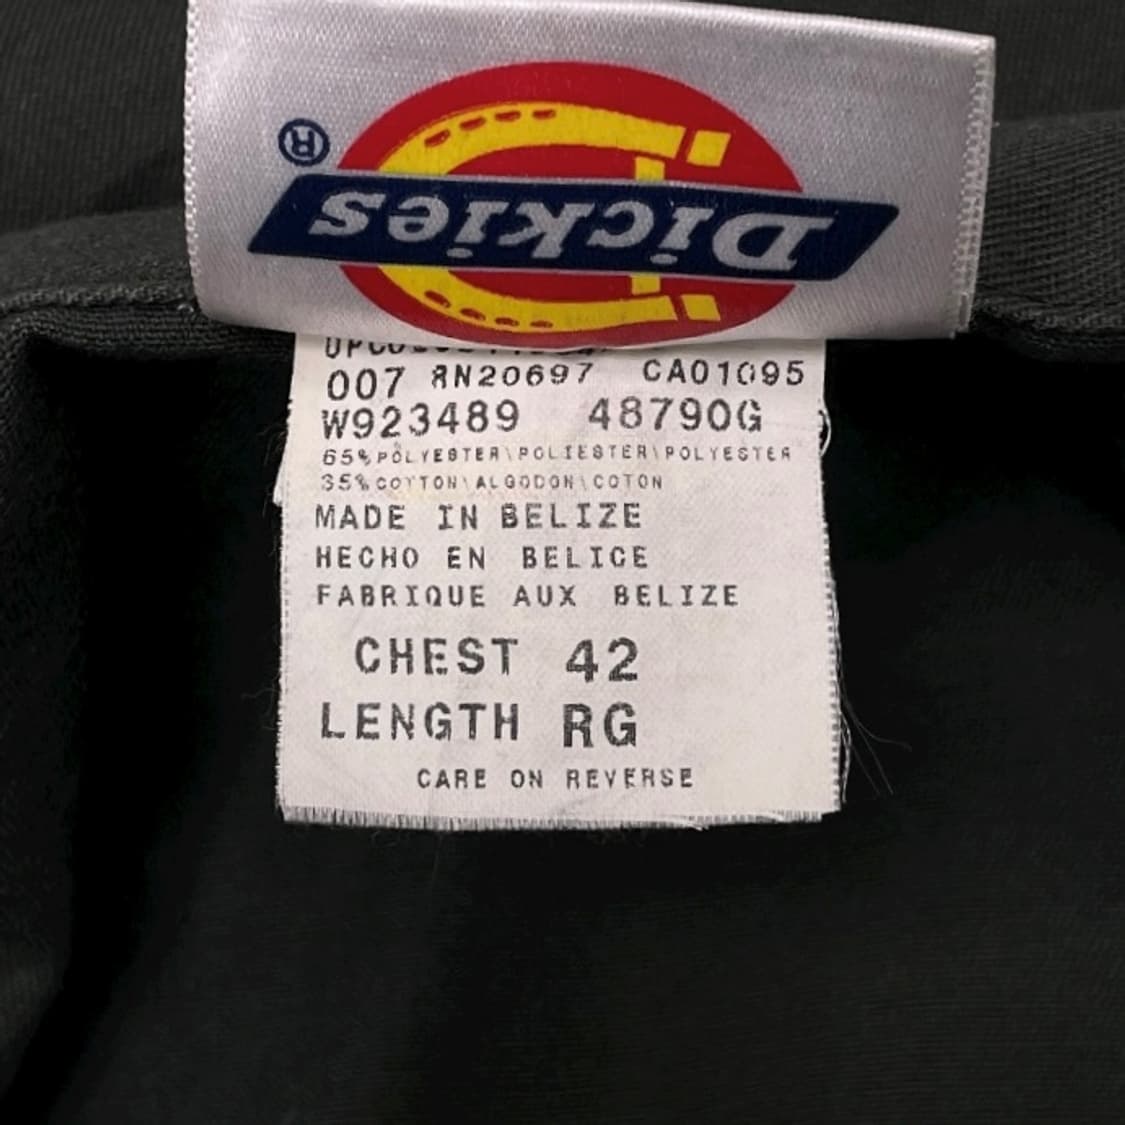 Dickies ®
007 RN20697 CA01095
W923489 48790G
65% POLYESTER\POLIESTER\POLYESTER
35% COTTON\ALGODON\COTON
MADE IN BELIZE
HECHO EN BELICE
FABRIQUE AUX BELIZE
CHEST 42
LENGTH RG
CARE ON REVERSE